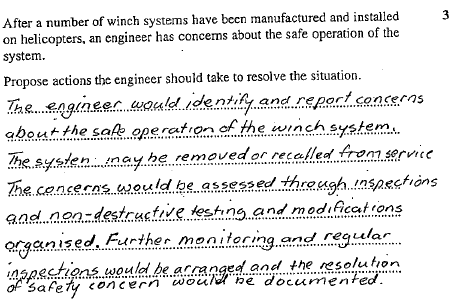 After a number of winch systems have been manufactured and installed 3
on helicopters, an engineer has concerns about the safe operation of the
system.
Propose actions the engineer should take to resolve the situation.
The engineer would identify and report concerns
about the safe operation of the winch system.
The system may be removed or recalled from service
The concerns would be assessed through inspections
and non-destructive testing and modifications
organised. Further monitoring and regular
inspections would be arranged and the resolution
of safety concern would be documented.